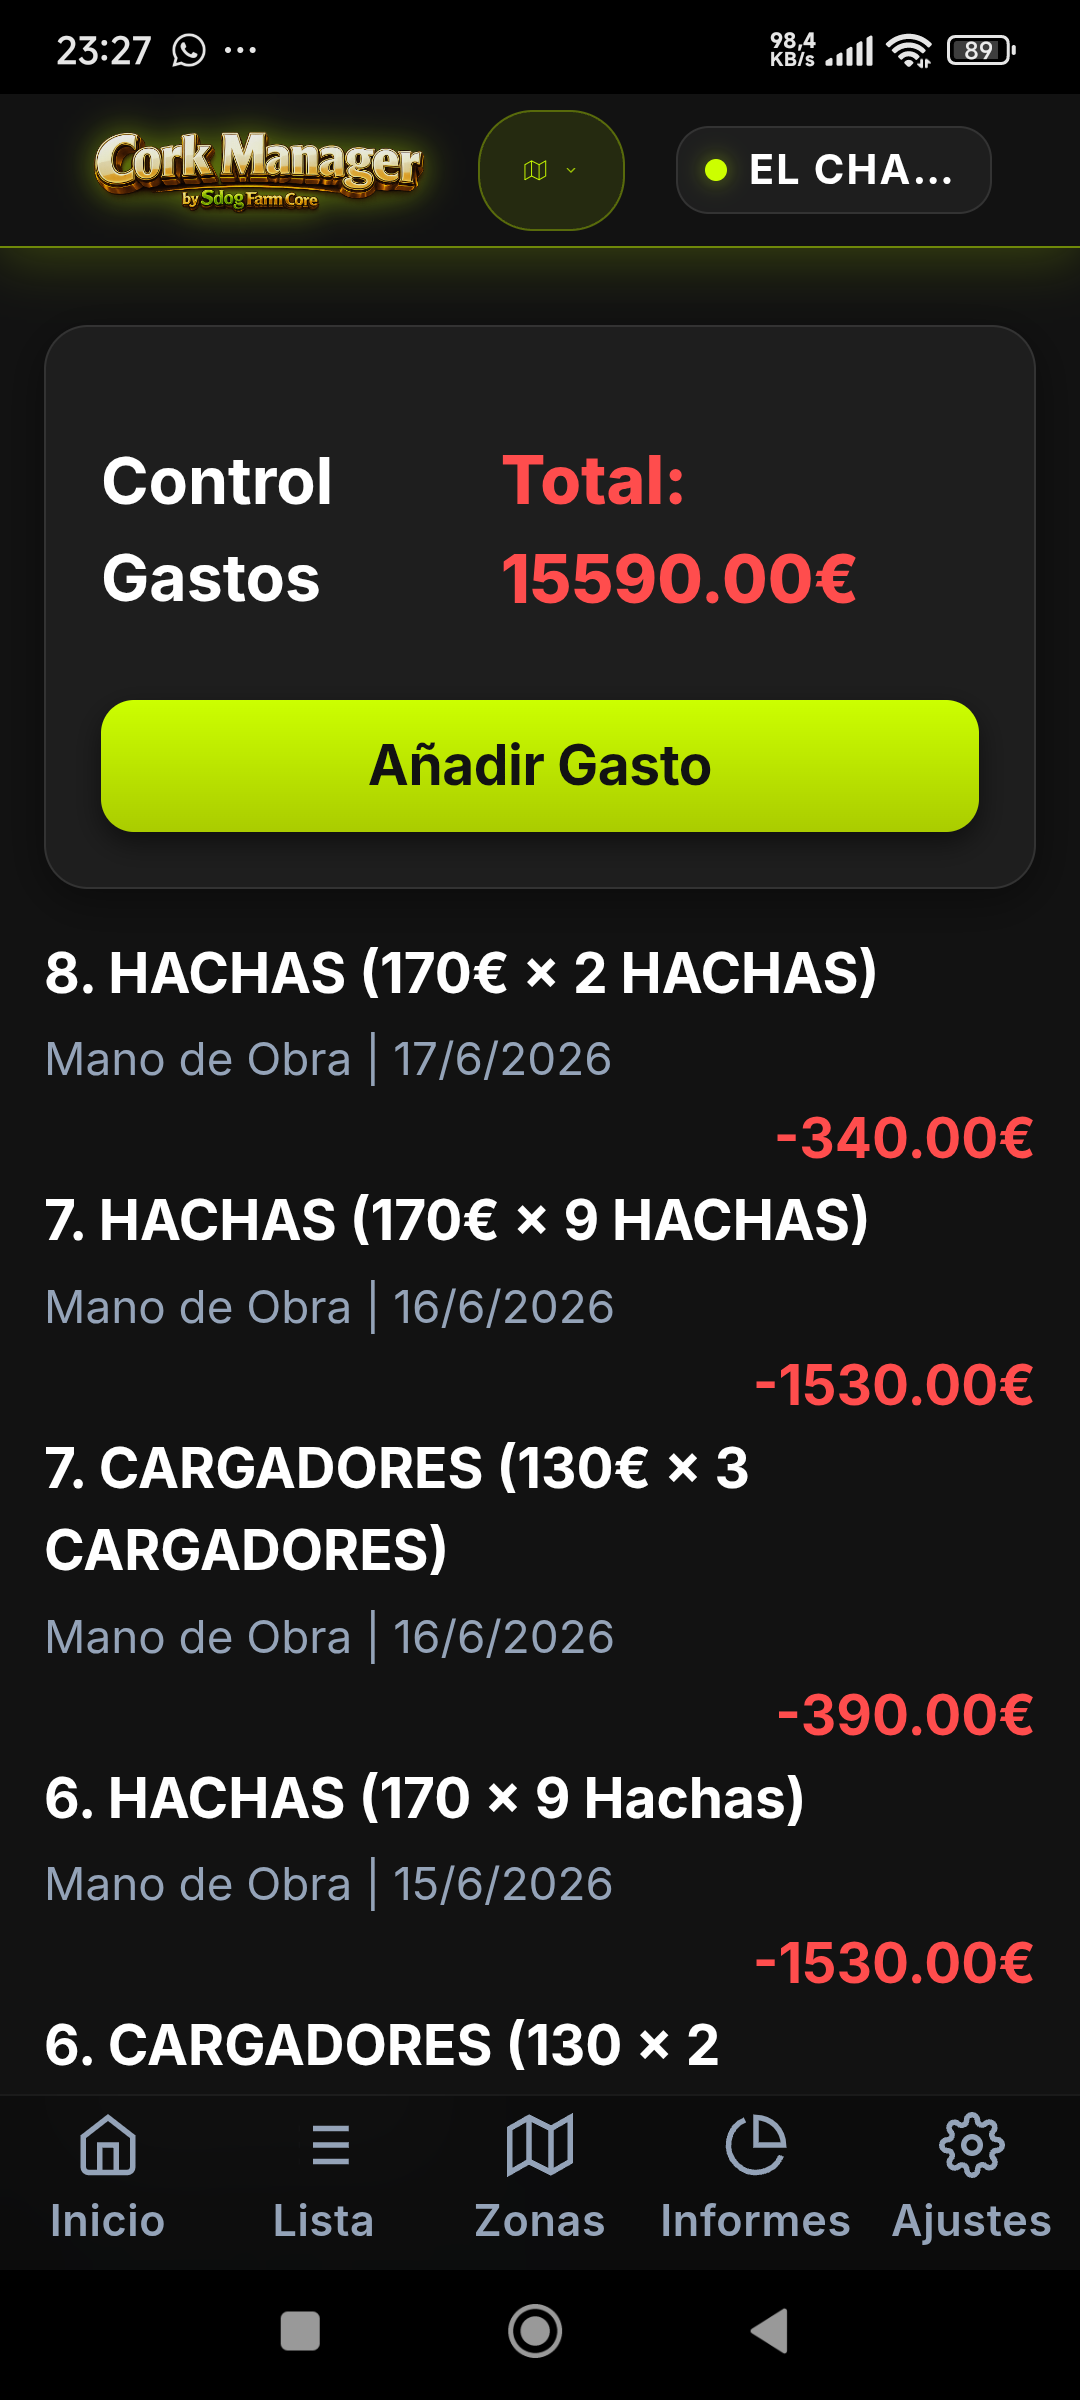 23:27
98,4
KB/s
89
Cork Manager
by Sdog Farm Core
EL CHA...
Control
Gastos
Total:
15590.00€
Añadir Gasto
8. HACHAS (170€ × 2 HACHAS)
Mano de Obra | 17/6/2026
-340.00€
7. HACHAS (170€ × 9 HACHAS)
Mano de Obra | 16/6/2026
-1530.00€
7. CARGADORES (130€ × 3
CARGADORES)
Mano de Obra | 16/6/2026
-390.00€
6. HACHAS (170 × 9 Hachas)
Mano de Obra | 15/6/2026
-1530.00€
6. CARGADORES (130 × 2
Inicio
Lista
Zonas
Informes
Ajustes